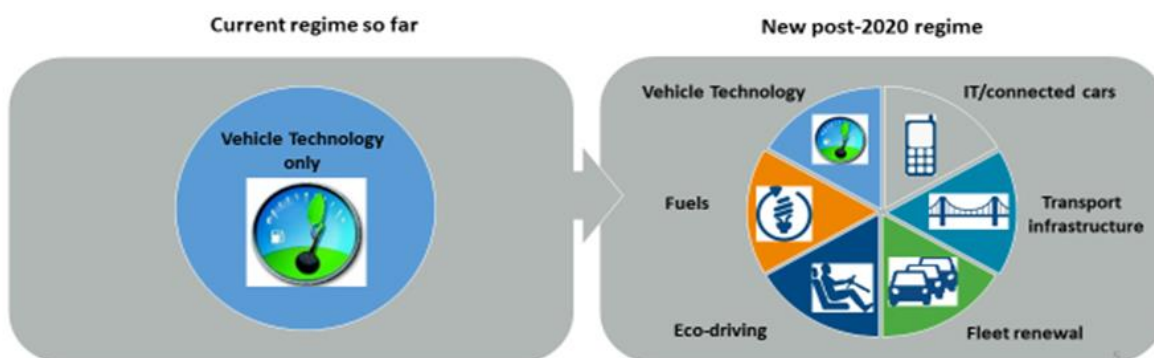 Current regime so far
New post-2020 regime
Vehicle Technology
only
Vehicle Technology
IT/connected cars
Fuels
Transport
infrastructure
Eco-driving
Fleet renewal